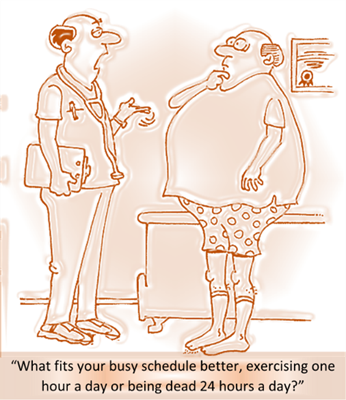 “What fits your busy schedule better, exercising one
hour a day or being dead 24 hours a day?”